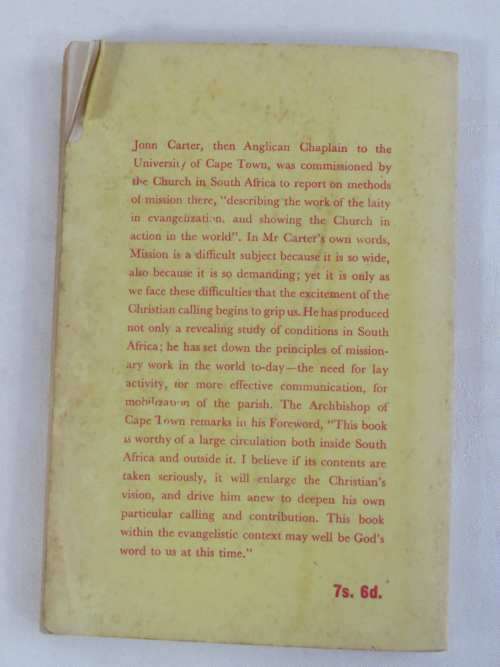 John Carter, then Anglican Chaplain to the
University of Cape Town, was commissioned by
the Church in South Africa to report on methods
of mission there, "describing the work of the laity
in evangelization, and showing the Church in
action in the world". In Mr Carter's own words,
Mission is a difficult subject because it is so wide,
also because it is so demanding; yet it is only as
we face these difficulties that the excitement of the
Christian calling begins to grip us. He has produced
not only a revealing study of conditions in South
Africa; he has set down the principles of mission-
ary work in the world to-day—the need for lay
activity, for more effective communication, for
mobilization of the parish. The Archbishop of
Cape Town remarks in his Foreword, "This book
is worthy of a large circulation both inside South
Africa and outside it. I believe if its contents are
taken seriously, it will enlarge the Christian's
vision, and drive him anew to deepen his own
particular calling and contribution. This book
within the evangelistic context may well be God's
word to us at this time."
7s. 6d.